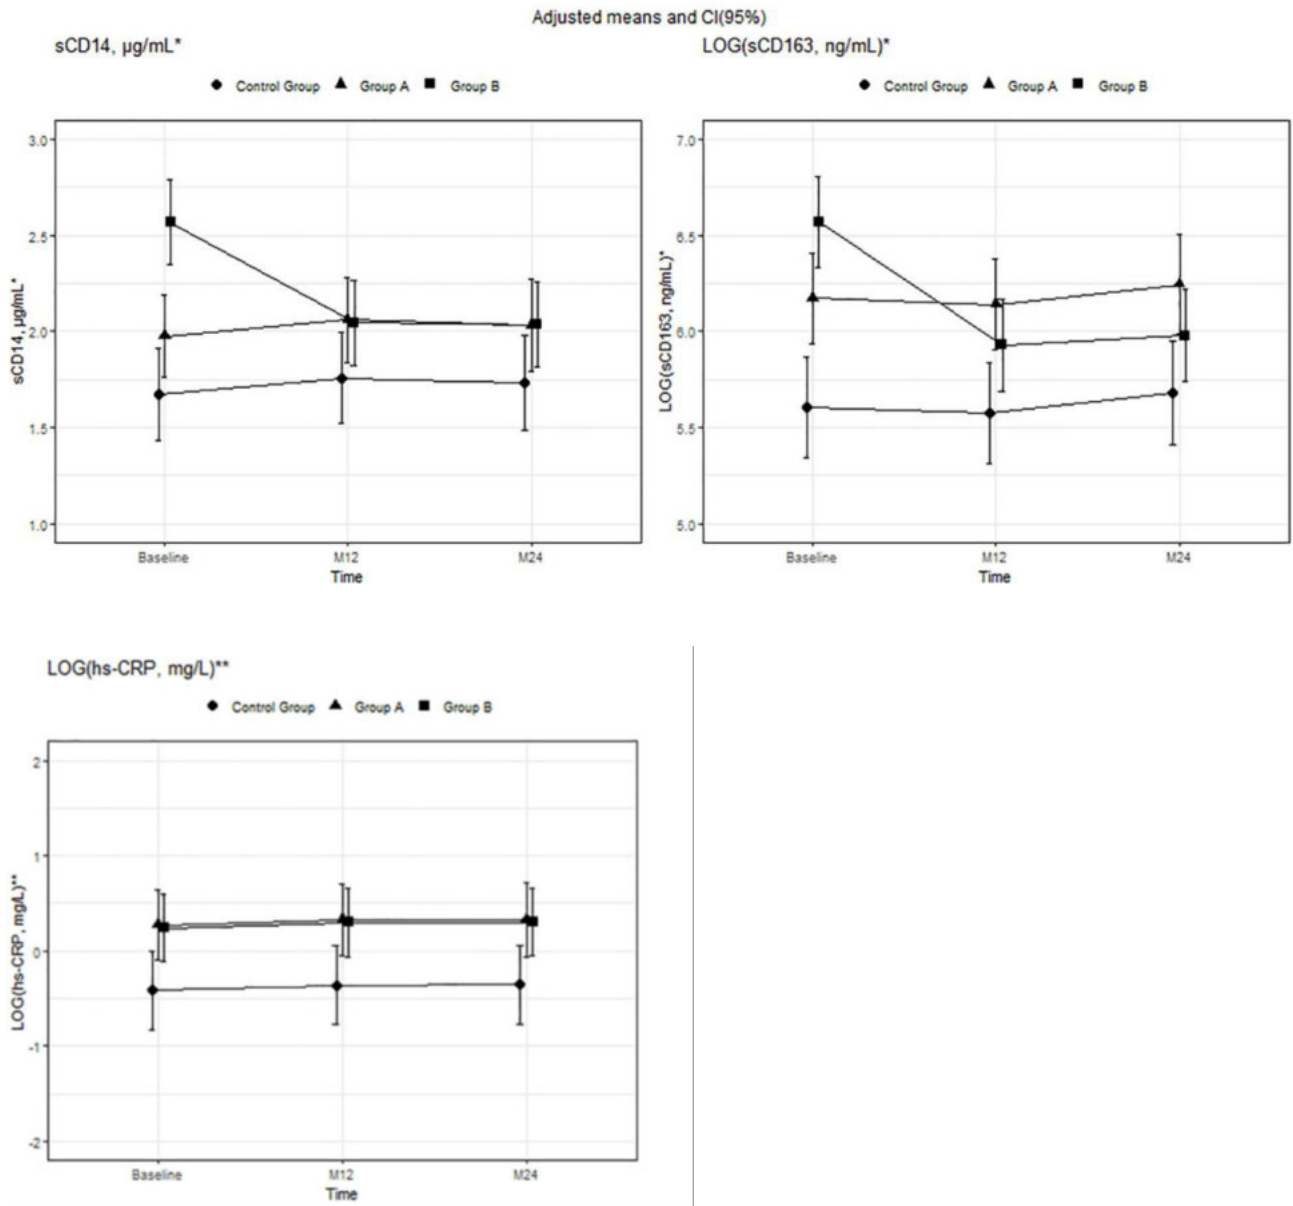 Adjusted means and CI(95%)
sCD14, µg/mL*
Control Group Group A Group B
3.0
2.5
2.0
1.5
1.0
sCD14, µg/mL*
Baseline M12 M24
Time
LOG(sCD163, ng/mL)*
Control Group Group A Group B
7.0
6.5
6.0
5.5
5.0
LOG(sCD163, ng/mL)*
Baseline M12 M24
Time
LOG(hs-CRP, mg/L)**
Control Group Group A Group B
2
1
0
-1
-2
LOG(hs-CRP, mg/L)**
Baseline M12 M24
Time